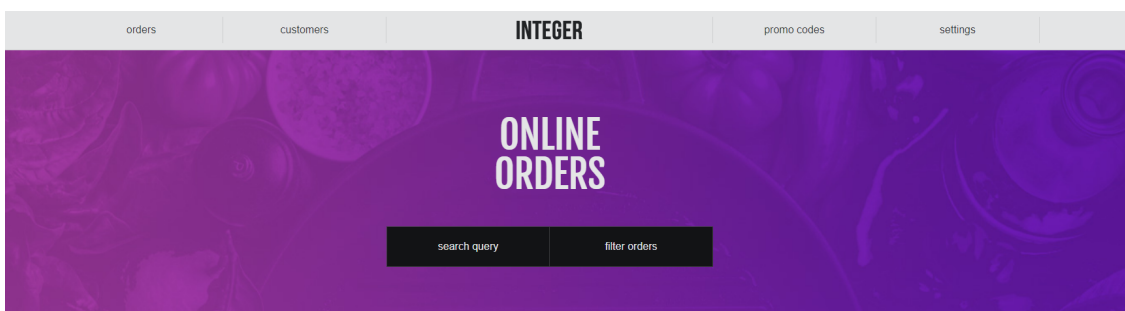 orders customers INTEGER promo codes settings
ONLINE
ORDERS
search query filter orders